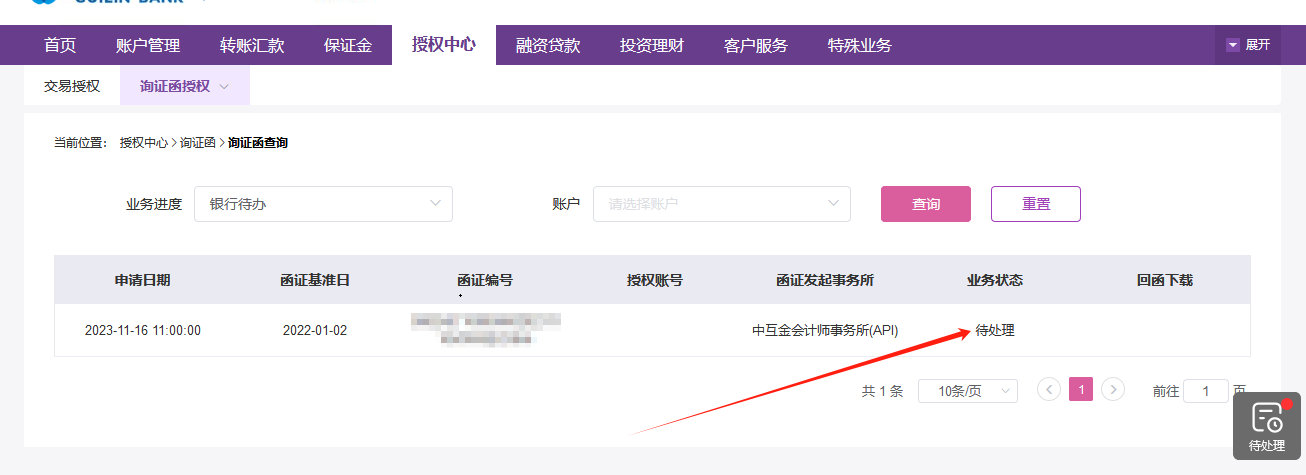 GUILIN BANK
首页 账户管理 转账汇款 保证金 授权中心 融资贷款 投资理财 客户服务 特殊业务 展开
交易授权 询证函授权
当前位置： 授权中心 > 询证函 > 询证函查询
业务进度 银行待办 账户 请选择账户 查询 重置
申请日期 函证基准日 函证编号 授权账号 函证发起事务所 业务状态 回函下载
2023-11-16 11:00:00 2022-01-02 中互金会计师事务所(API) 待处理
共 1 条 10条/页 1 前往 1 页
待处理